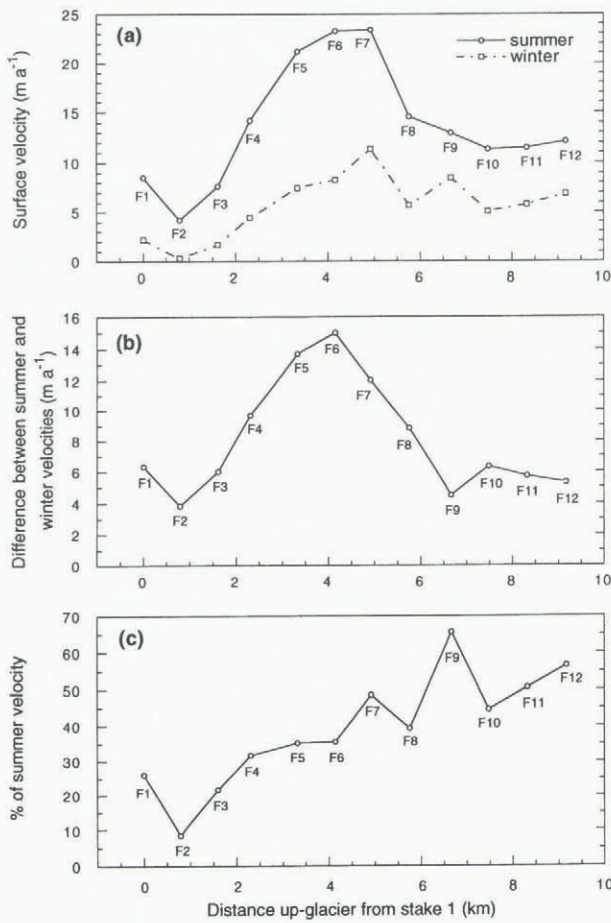 (a)
summer
winter
Surface velocity (m a⁻¹)
25
20
15
10
5
0
F1
F2
F3
F4
F5
F6
F7
F8
F9
F10
F11
F12
0 2 4 6 8 10
(b)
Difference between summer and
winter velocities (m a⁻¹)
16
14
12
10
8
6
4
2
0
F1
F2
F3
F4
F5
F6
F7
F8
F9
F10
F11
F12
0 2 4 6 8 10
(c)
% of summer velocity
70
60
50
40
30
20
10
0
F1
F2
F3
F4
F5
F6
F7
F8
F9
F10
F11
F12
0 2 4 6 8 10
Distance up-glacier from stake 1 (km)